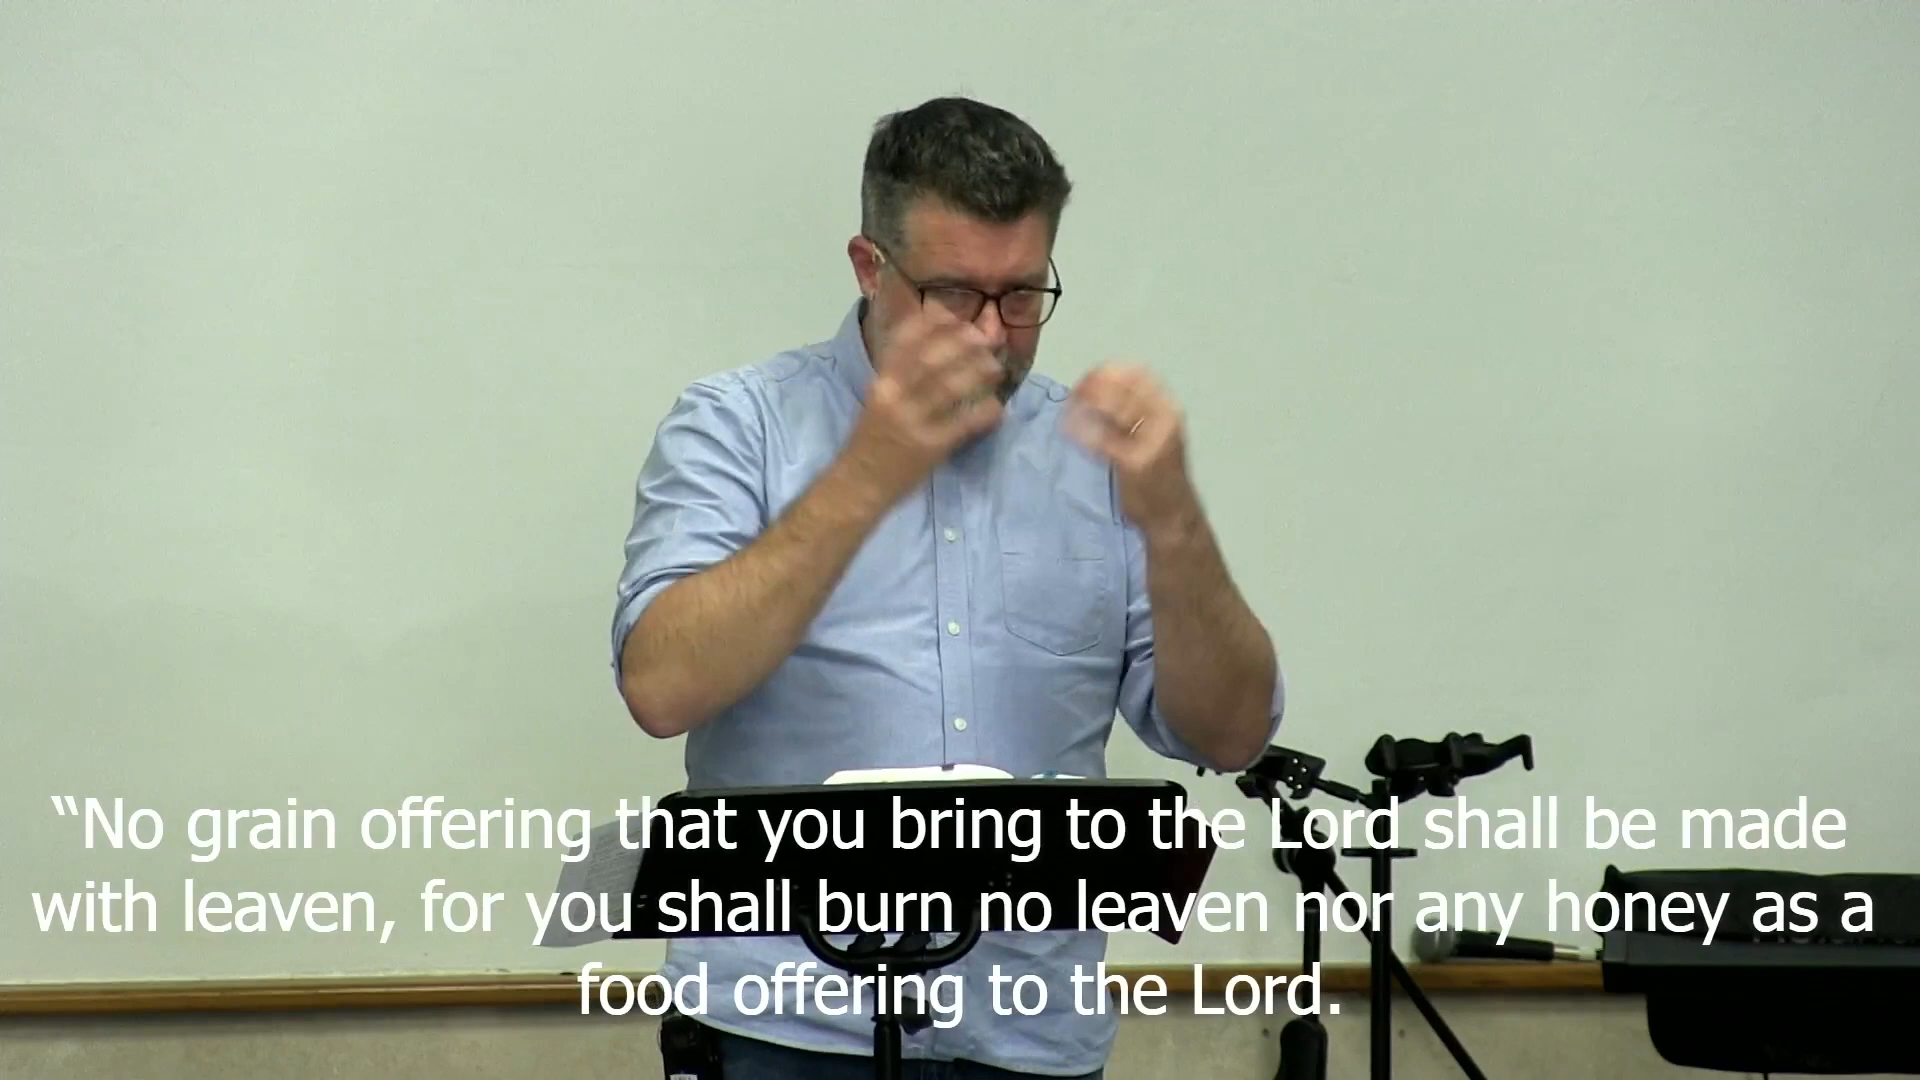 “No grain offering that you bring to the Lord shall be made
with leaven, for you shall burn no leaven nor any honey as a
food offering to the Lord.